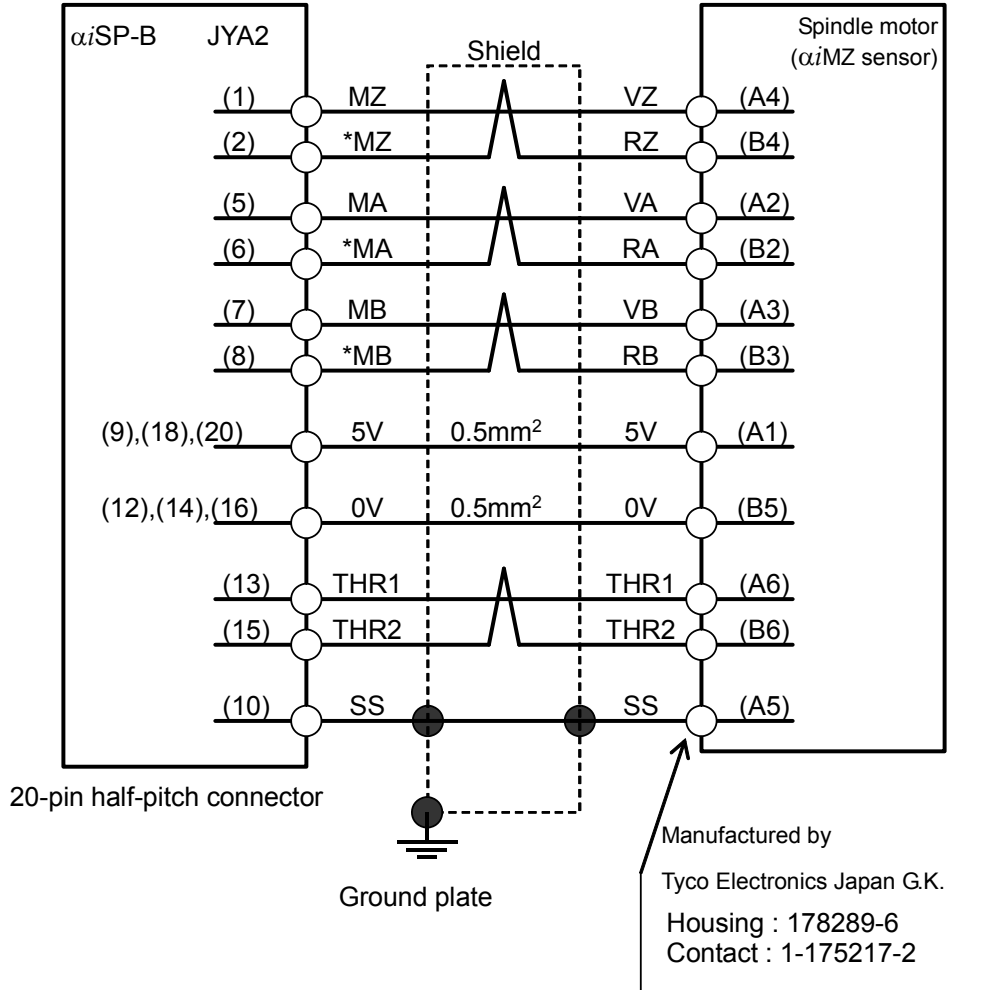 αiSP-B JYA2
Shield
Spindle motor
(αiMZ sensor)
(1) MZ VZ (A4)
(2) *MZ RZ (B4)
(5) MA VA (A2)
(6) *MA RA (B2)
(7) MB VB (A3)
(8) *MB RB (B3)
(9),(18),(20) 5V 0.5mm² 5V (A1)
(12),(14),(16) 0V 0.5mm² 0V (B5)
(13) THR1 THR1 (A6)
(15) THR2 THR2 (B6)
(10) SS SS (A5)
20-pin half-pitch connector
Ground plate
Manufactured by
Tyco Electronics Japan G.K.
Housing : 178289-6
Contact : 1-175217-2